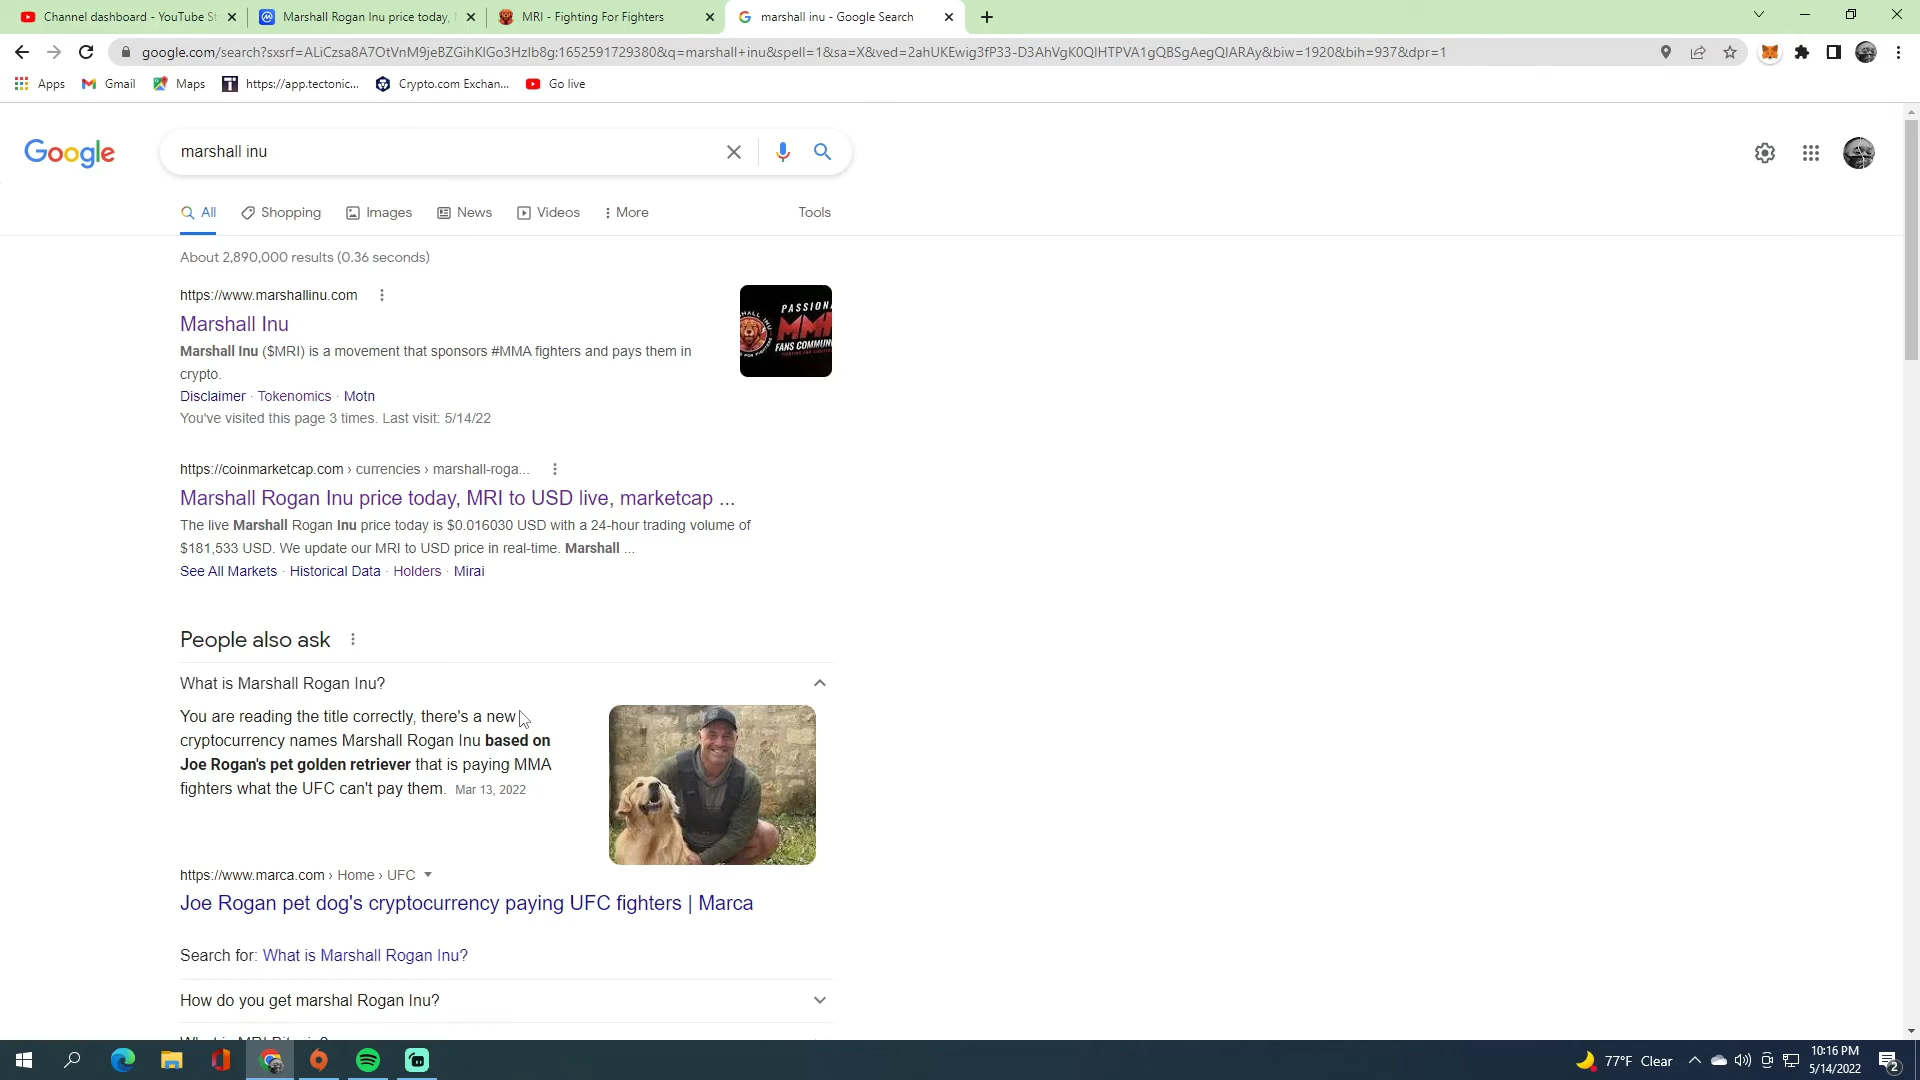 Channel dashboard - YouTube St
Marshall Rogan Inu price today,
MRI - Fighting For Fighters
marshall inu - Google Search
google.com/search?sxsrf=ALiCzsa8A7OtVnM9jeBZGihKlGo3Hzlb8g:1652591729380&q=marshall+inu&spell=1&sa=X&ved=2ahUKEwig3fP33-D3AhVgK0QIHTPVA1gQBSgAegQIARAy&biw=1920&bih=937&dpr=1
Apps
Gmail
Maps
https://app.tectonic...
Crypto.com Exchan...
Go live
Google
marshall inu
All
Shopping
Images
News
Videos
More
Tools
About 2,890,000 results (0.36 seconds)
https://www.marshallinu.com
Marshall Inu
Marshall Inu ($MRI) is a movement that sponsors #MMA fighters and pays them in
crypto.
Disclaimer · Tokenomics · Motn
You've visited this page 3 times. Last visit: 5/14/22
PASSION
MMA
FANS COMMUN
https://coinmarketcap.com › currencies › marshall-roga...
Marshall Rogan Inu price today, MRI to USD live, marketcap ...
The live Marshall Rogan Inu price today is $0.016030 USD with a 24-hour trading volume of
$181,533 USD. We update our MRI to USD price in real-time. Marshall ...
See All Markets · Historical Data · Holders · Mirai
People also ask
What is Marshall Rogan Inu?
You are reading the title correctly, there's a new
cryptocurrency names Marshall Rogan Inu based on
Joe Rogan's pet golden retriever that is paying MMA
fighters what the UFC can't pay them. Mar 13, 2022
https://www.marca.com › Home › UFC
Joe Rogan pet dog's cryptocurrency paying UFC fighters | Marca
Search for: What is Marshall Rogan Inu?
How do you get marshal Rogan Inu?
77°F Clear
10:16 PM
5/14/2022
2